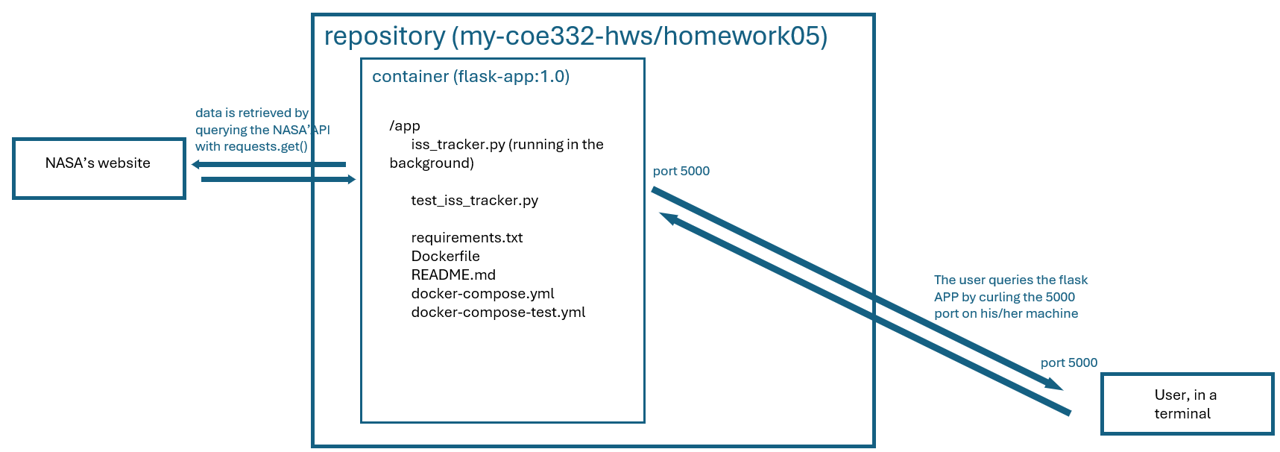 repository (my-coe332-hws/homework05)
container (flask-app:1.0)
data is retrieved by
querying the NASA API
with requests.get()
NASA's website
/app
iss_tracker.py (running in the
background)
test_iss_tracker.py
requirements.txt
Dockerfile
README.md
docker-compose.yml
docker-compose-test.yml
port 5000
The user queries the flask
APP by curling the 5000
port on his/her machine
port 5000
User, in a
terminal